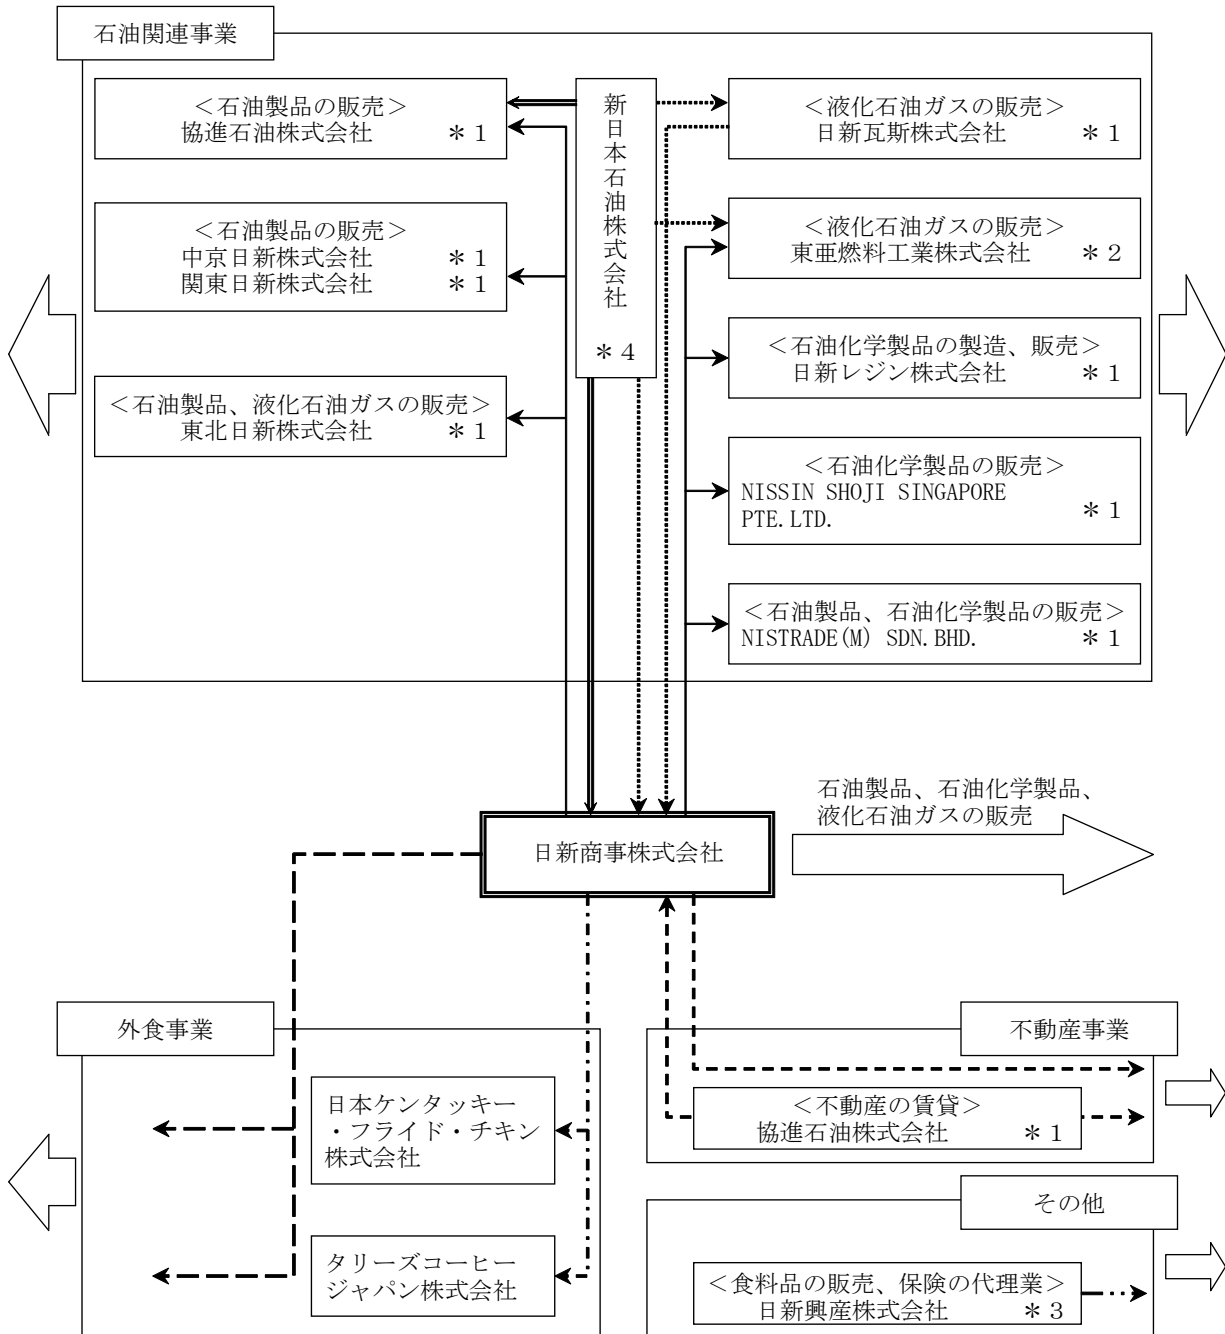 石油関連事業
＜石油製品の販売＞
協進石油株式会社 ＊１
＜石油製品の販売＞
中京日新株式会社 ＊１
関東日新株式会社 ＊１
＜石油製品、液化石油ガスの販売＞
東北日新株式会社 ＊１
新日本石油株式会社
＊４
＜液化石油ガスの販売＞
日新瓦斯株式会社 ＊１
＜液化石油ガスの販売＞
東亜燃料工業株式会社 ＊２
＜石油化学製品の製造、販売＞
日新レジン株式会社 ＊１
＜石油化学製品の販売＞
NISSIN SHOJI SINGAPORE
PTE.LTD. ＊１
＜石油製品、石油化学製品の販売＞
NISTRADE(M) SDN.BHD. ＊１
石油製品、石油化学製品、
液化石油ガスの販売
日新商事株式会社
外食事業
日本ケンタッキー
・フライド・チキン
株式会社
タリーズコーヒー
ジャパン株式会社
不動産事業
＜不動産の賃貸＞
協進石油株式会社 ＊１
その他
＜食料品の販売、保険の代理業＞
日新興産株式会社 ＊３